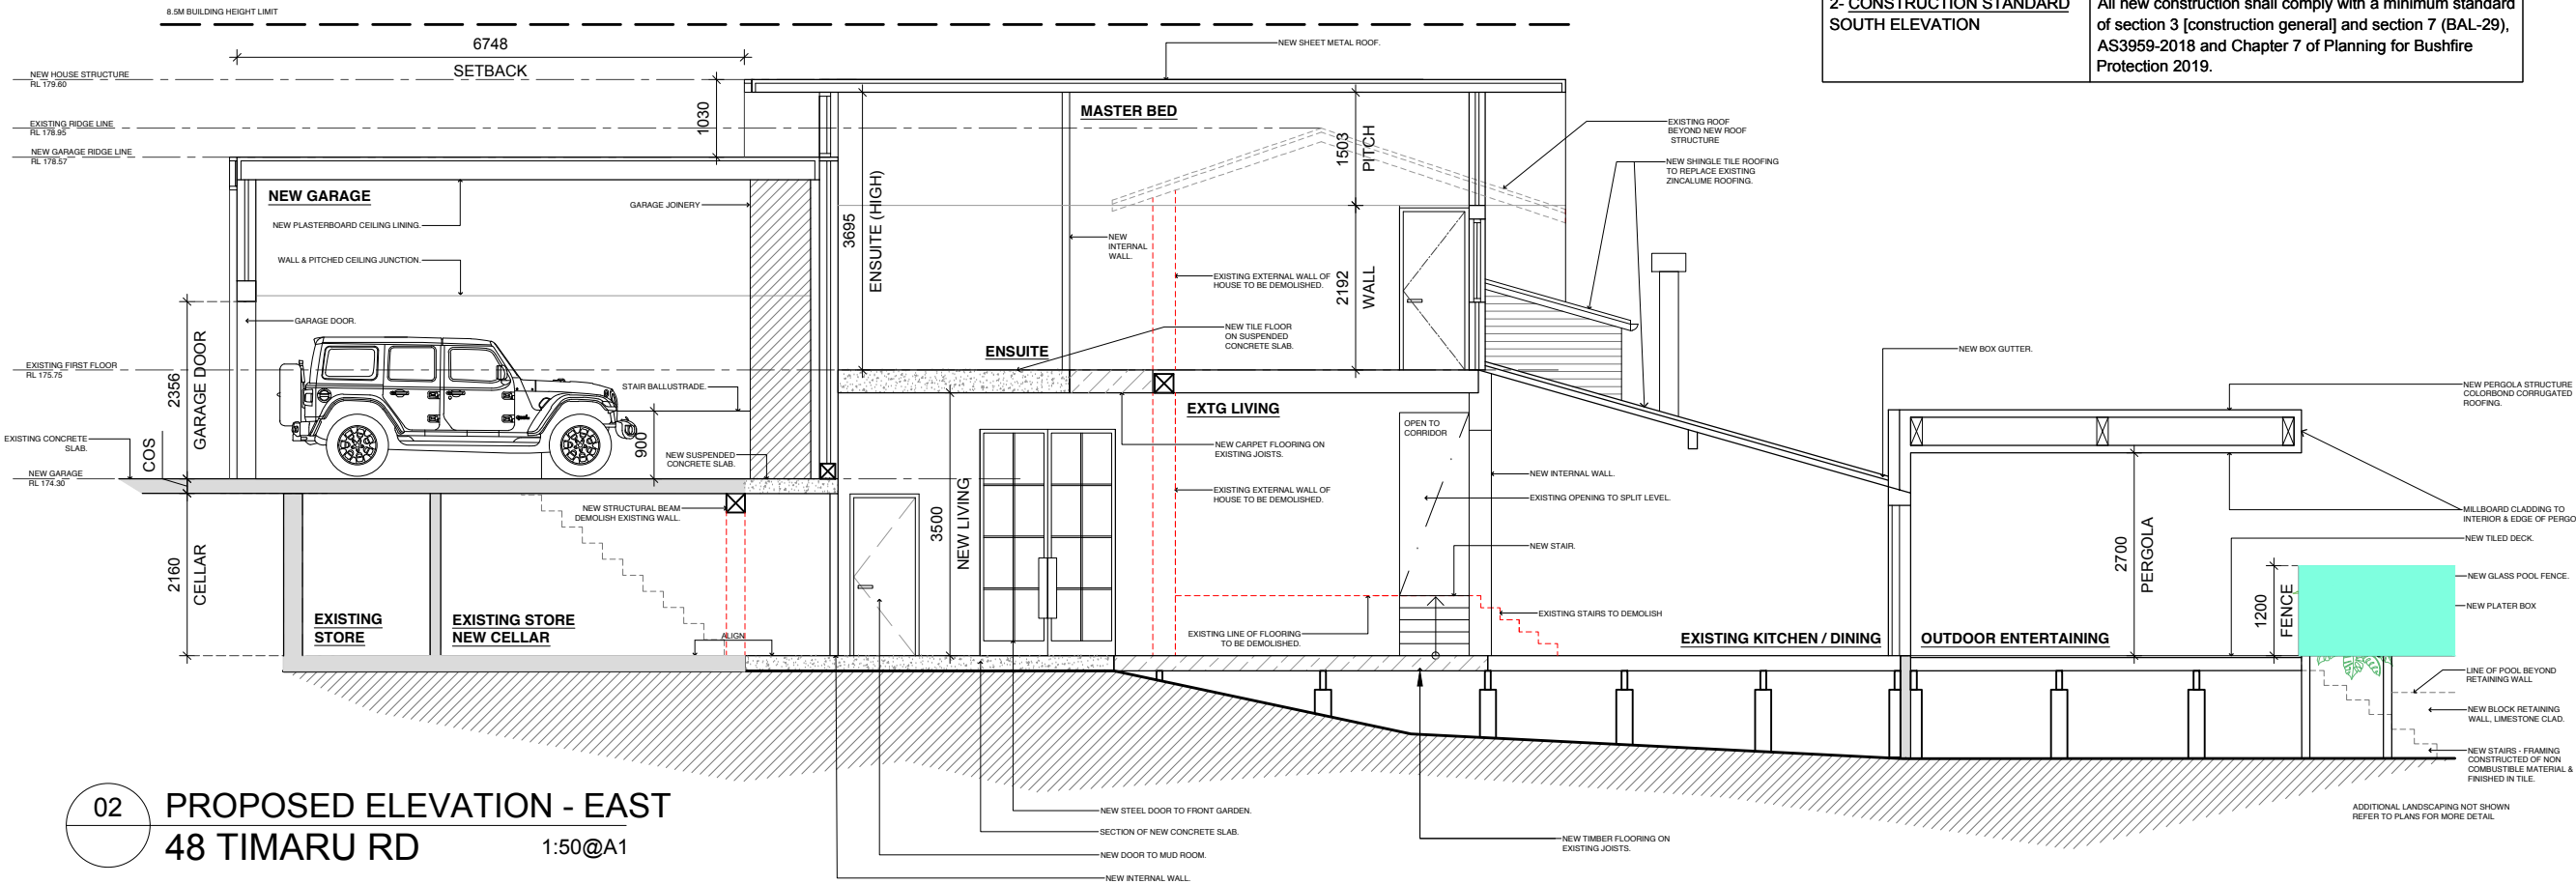 8.5M BUILDING HEIGHT LIMIT
2- CONSTRUCTION STANDARD
SOUTH ELEVATION
All new construction shall comply with a minimum standard
of section 3 [construction general] and section 7 (BAL-29),
AS3959-2018 and Chapter 7 of Planning for Bushfire
Protection 2019.
6748
SETBACK
NEW HOUSE STRUCTURE
RL 179.60
EXISTING RIDGE LINE
RL 178.95
NEW GARAGE RIDGE LINE
RL 178.57
1030
NEW SHEET METAL ROOF.
MASTER BED
1503
PITCH
EXISTING ROOF
BEYOND NEW ROOF
STRUCTURE
NEW SHINGLE TILE ROOFING
TO REPLACE EXISTING
ZINCALUME ROOFING.
NEW GARAGE
GARAGE JOINERY
NEW PLASTERBOARD CEILING LINING.
WALL & PITCHED CEILING JUNCTION.
3695
ENSUITE (HIGH)
NEW
INTERNAL
WALL.
EXISTING EXTERNAL WALL OF
HOUSE TO BE DEMOLISHED.
2192
WALL
GARAGE DOOR.
NEW TILE FLOOR
ON SUSPENDED
CONCRETE SLAB.
ENSUITE
NEW BOX GUTTER.
EXISTING FIRST FLOOR
RL 175.75
2356
GARAGE DOOR
STAIR BALLUSTRADE.
900
EXTG LIVING
OPEN TO
CORRIDOR
NEW PERGOLA STRUCTURE
COLORBOND CORRUGATED
ROOFING.
EXISTING CONCRETE
SLAB.
COS
NEW GARAGE
RL 174.30
NEW SUSPENDED
CONCRETE SLAB.
NEW CARPET FLOORING ON
EXISTING JOISTS.
NEW INTERNAL WALL.
EXISTING EXTERNAL WALL OF
HOUSE TO BE DEMOLISHED.
EXISTING OPENING TO SPLIT LEVEL.
NEW STRUCTURAL BEAM
DEMOLISH EXISTING WALL.
3500
NEW LIVING
MILLBOARD CLADDING TO
INTERIOR & EDGE OF PERGO
2160
CELLAR
NEW STAIR.
2700
PERGOLA
NEW TILED DECK.
NEW GLASS POOL FENCE.
1200
FENCE
NEW PLATER BOX
EXISTING
STORE
EXISTING STORE
NEW CELLAR
ALIGN
EXISTING LINE OF FLOORING
TO BE DEMOLISHED.
EXISTING STAIRS TO DEMOLISH
EXISTING KITCHEN / DINING
OUTDOOR ENTERTAINING
LINE OF POOL BEYOND
RETAINING WALL
NEW BLOCK RETAINING
WALL, LIMESTONE CLAD.
NEW STAIRS - FRAMING
CONSTRUCTED OF NON
COMBUSTIBLE MATERIAL &
FINISHED IN TILE.
ADDITIONAL LANDSCAPING NOT SHOWN
REFER TO PLANS FOR MORE DETAIL
NEW STEEL DOOR TO FRONT GARDEN.
SECTION OF NEW CONCRETE SLAB.
NEW DOOR TO MUD ROOM.
NEW INTERNAL WALL.
NEW TIMBER FLOORING ON
EXISTING JOISTS.
02
PROPOSED ELEVATION - EAST
48 TIMARU RD
1:50@A1